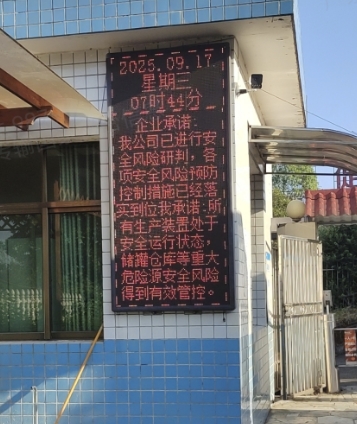 2025.09.17
星期三
07时44分
企业承诺:
我公司已进行安
全风险研判，各
项安全风险预防
控制措施已经落
实到位我承诺:所
有生产装置处于
安全运行状态，
储罐仓库等重大
危险源安全风险
得到有效管控。